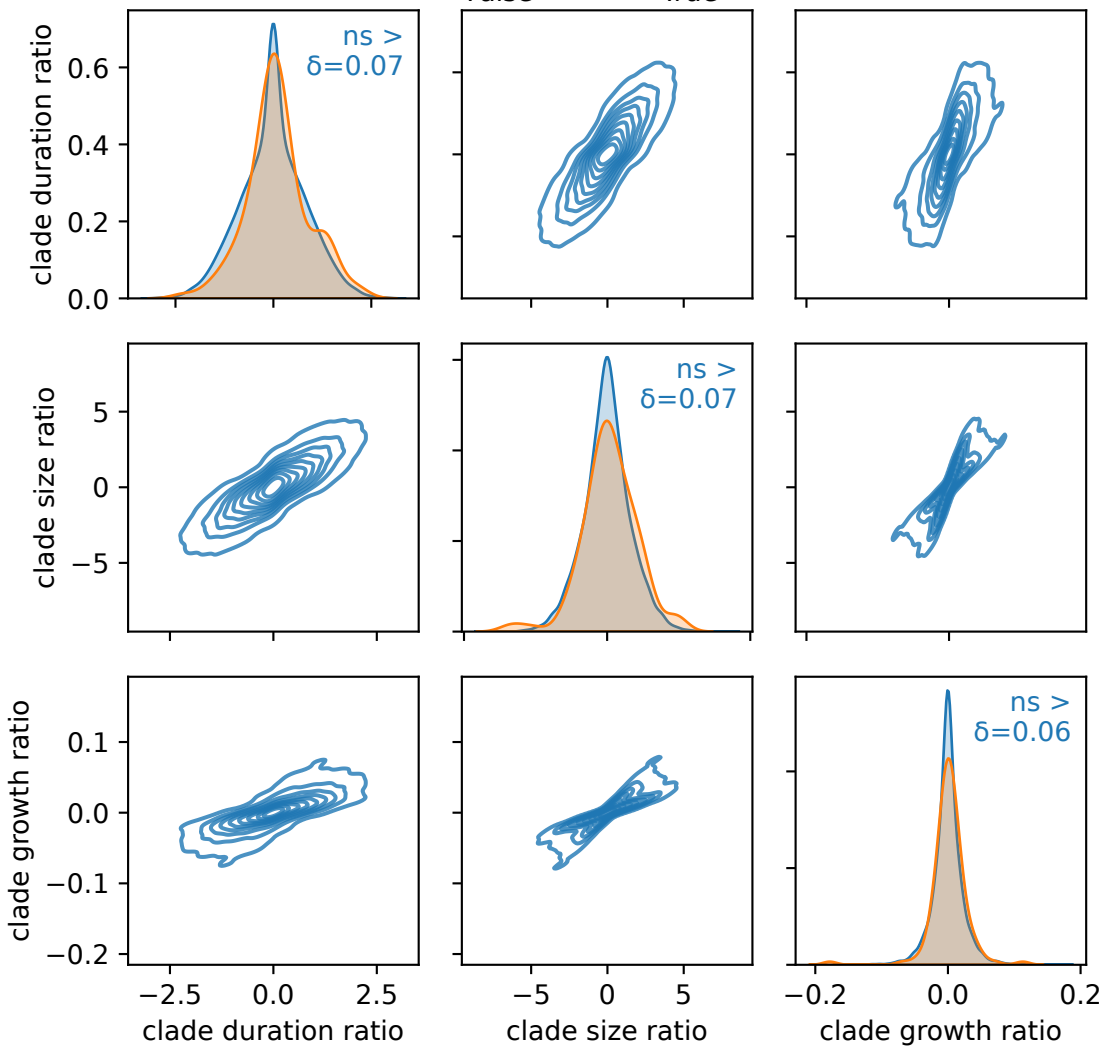 clade duration ratio
0.6
0.4
0.2
0.0
ns >
δ=0.07
clade size ratio
5
0
−5
ns >
δ=0.07
clade growth ratio
0.1
0.0
−0.1
−0.2
ns >
δ=0.06
−2.5 0.0 2.5
−5 0 5
−0.2 0.0 0.2
clade duration ratio
clade size ratio
clade growth ratio